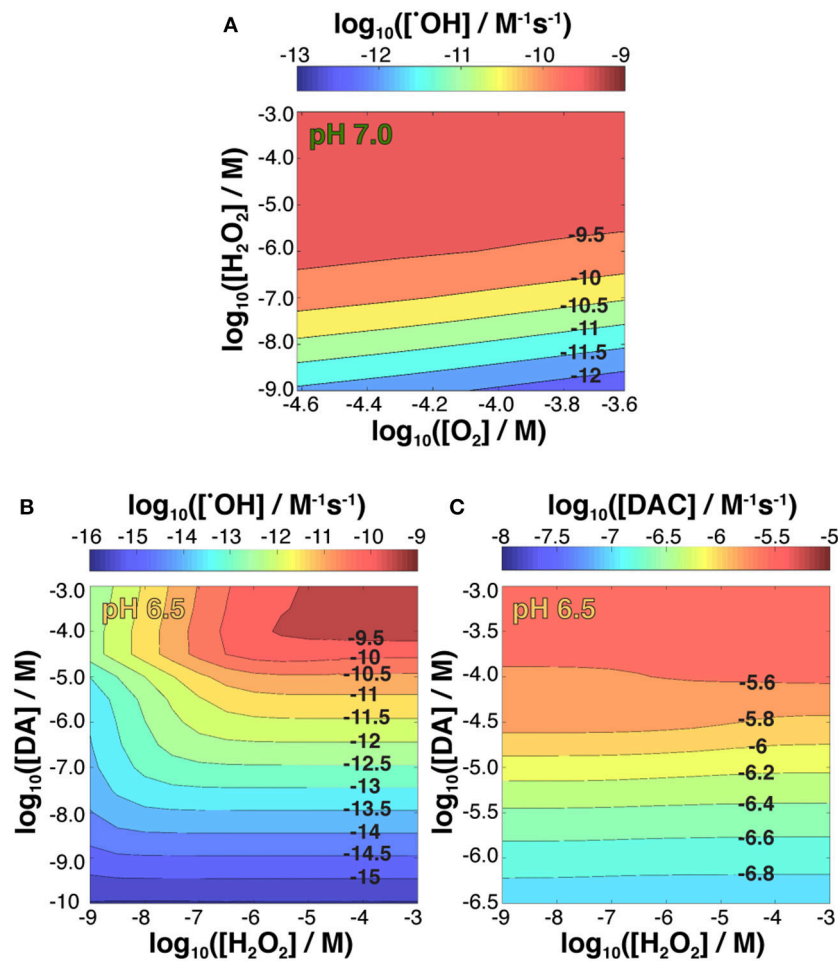 A
log₁₀([˙OH] / M⁻¹s⁻¹)
-13 -12 -11 -10 -9
pH 7.0
-3.0
-4.0
-5.0
-6.0
-7.0
-8.0
-9.0
log₁₀([H₂O₂] / M)
-9.5
-10
-10.5
-11
-11.5
-12
-4.6 -4.4 -4.2 -4.0 -3.8 -3.6
log₁₀([O₂] / M)
B
log₁₀([˙OH] / M⁻¹s⁻¹)
-16 -15 -14 -13 -12 -11 -10 -9
pH 6.5
-3.0
-4.0
-5.0
-6.0
-7.0
-8.0
-9.0
-10
log₁₀([DA] / M)
-9.5
-10
-10.5
-11
-11.5
-12
-12.5
-13
-13.5
-14
-14.5
-15
-9 -8 -7 -6 -5 -4 -3
log₁₀([H₂O₂] / M)
C
log₁₀([DAC] / M⁻¹s⁻¹)
-8 -7.5 -7 -6.5 -6 -5.5 -5
pH 6.5
-3.0
-3.5
-4.0
-4.5
-5.0
-5.5
-6.0
-6.5
log₁₀([DA] / M)
-5.6
-5.8
-6
-6.2
-6.4
-6.6
-6.8
-9 -8 -7 -6 -5 -4 -3
log₁₀([H₂O₂] / M)